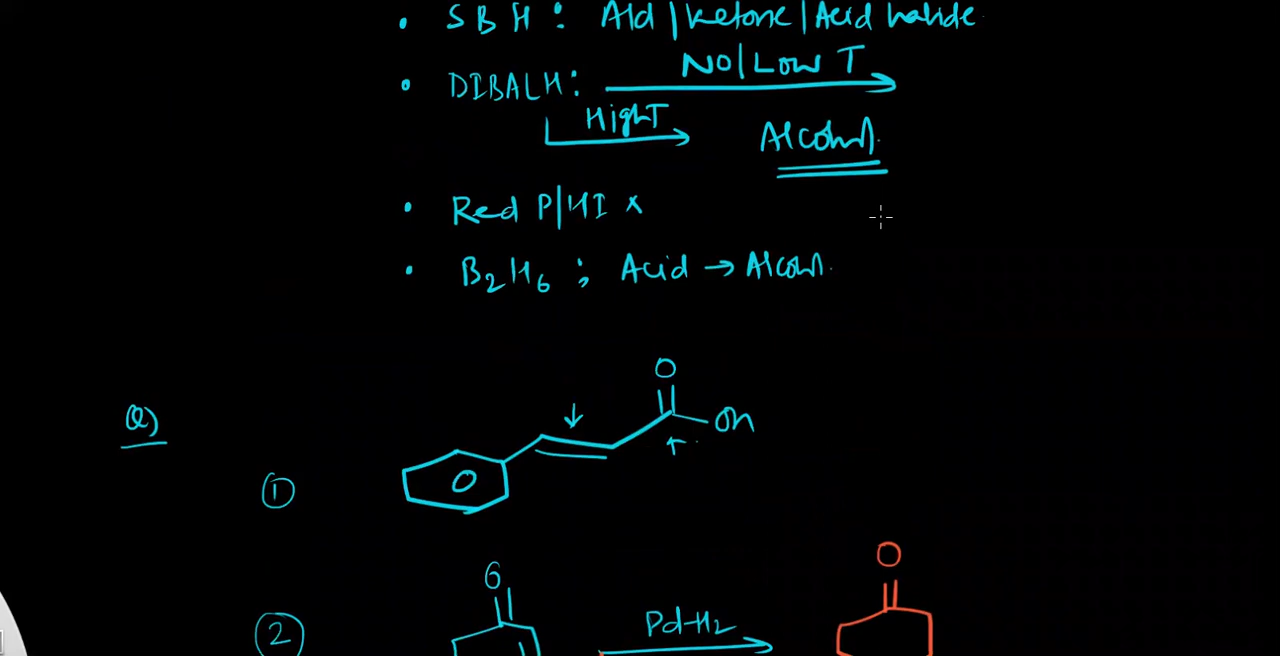 • SBH: Ald/Ketone/Acid halide
• DIBALH: NO/Low T
High T Alcohol
• Red P/HI x
• B2H6; Acid → Alcohol.
Q)
O
OH
①
O
6
② Pd-H2